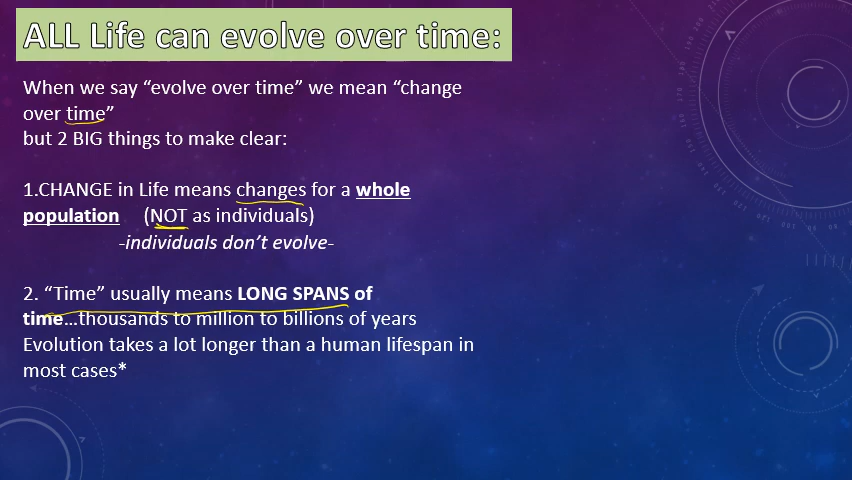 ALL Life can evolve over time:
When we say “evolve over time” we mean “change
over time”
but 2 BIG things to make clear:
1.CHANGE in Life means changes for a whole
population (NOT as individuals)
-individuals don’t evolve-
2. “Time” usually means LONG SPANS of
time…thousands to million to billions of years
Evolution takes a lot longer than a human lifespan in
most cases*